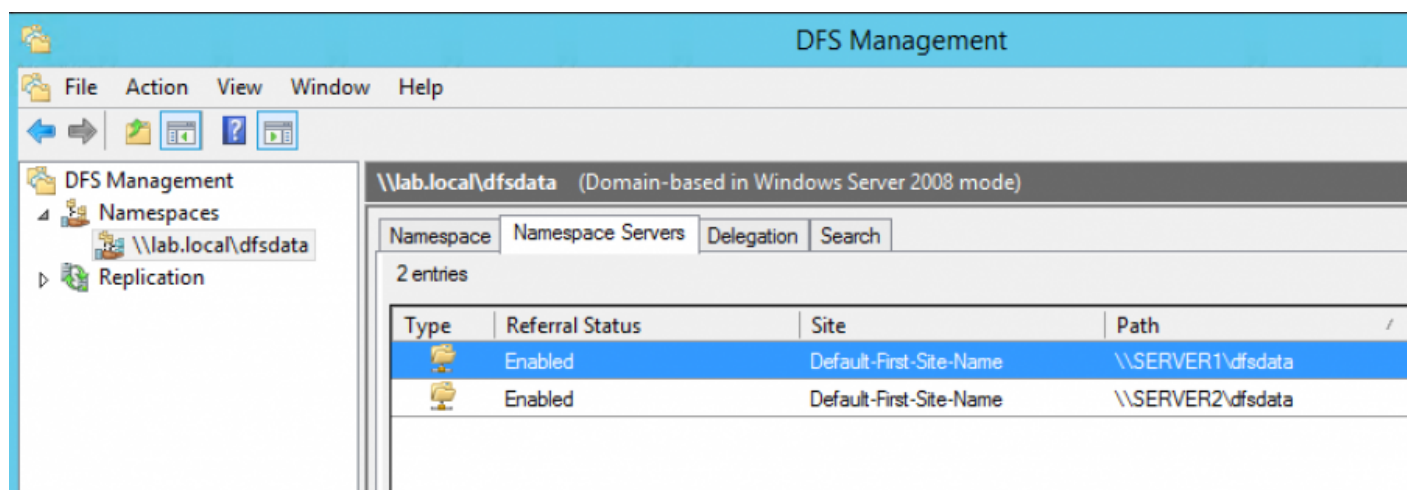 DFS Management
File Action View Window Help
DFS Management
Namespaces
\\lab.local\dfsdata
Replication
\\lab.local\dfsdata (Domain-based in Windows Server 2008 mode)
Namespace Namespace Servers Delegation Search
2 entries
Type Referral Status Site Path
Enabled Default-First-Site-Name \\SERVER1\dfsdata
Enabled Default-First-Site-Name \\SERVER2\dfsdata